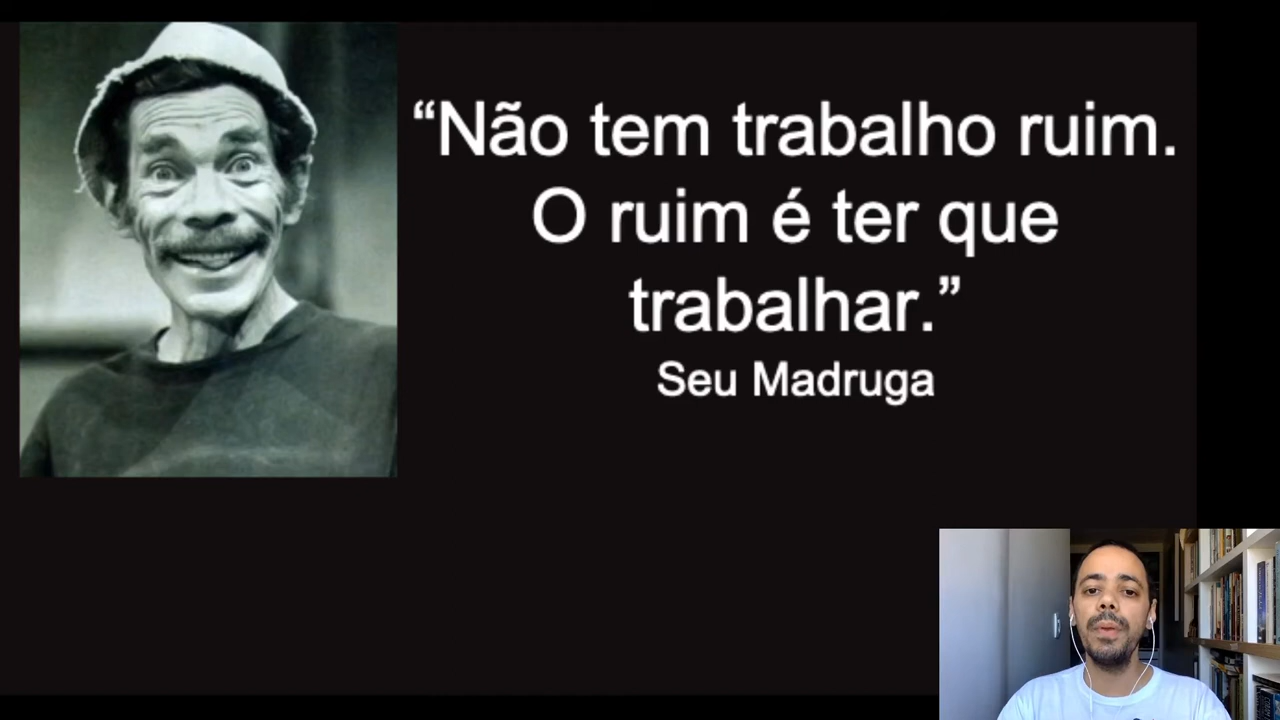 “Não tem trabalho ruim.
O ruim é ter que
trabalhar.”
Seu Madruga